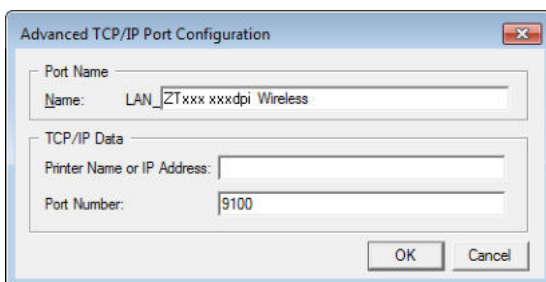 Advanced TCP/IP Port Configuration
Port Name
Name: LAN_ZTxxx xxxdpi Wireless
TCP/IP Data
Printer Name or IP Address:
Port Number: 9100
OK Cancel